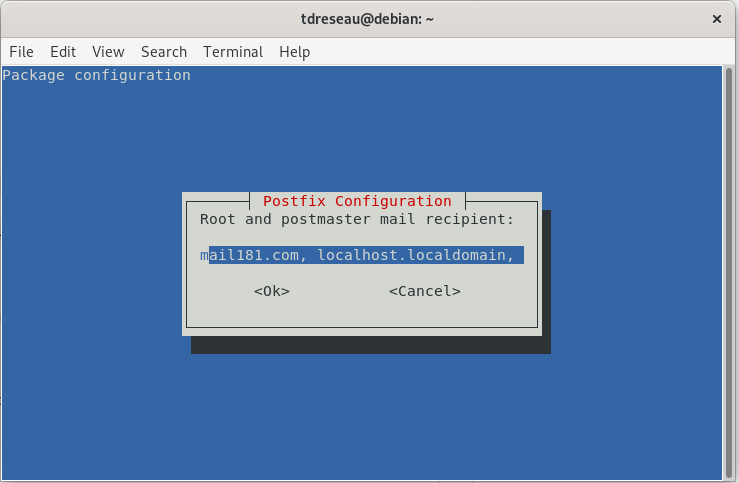 tdreseau@debian: ~
File Edit View Search Terminal Help
Package configuration
Postfix Configuration
Root and postmaster mail recipient:
mail181.com, localhost.localdomain,
<Ok> <Cancel>